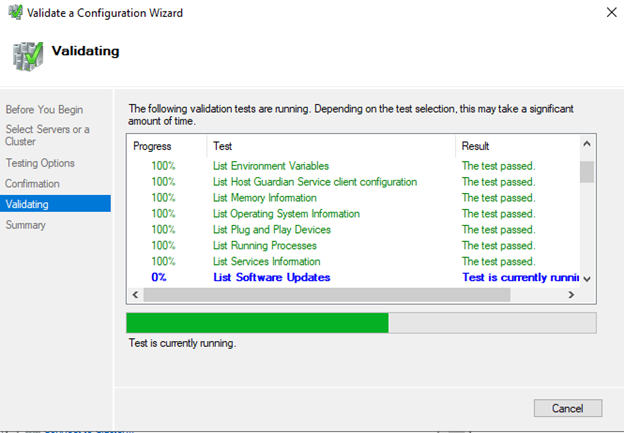 Validate a Configuration Wizard
Validating
Before You Begin
Select Servers or a
Cluster
Testing Options
Confirmation
Validating
Summary
The following validation tests are running. Depending on the test selection, this may take a significant
amount of time.
Progress Test Result
100% List Environment Variables The test passed.
100% List Host Guardian Service client configuration The test passed.
100% List Memory Information The test passed.
100% List Operating System Information The test passed.
100% List Plug and Play Devices The test passed.
100% List Running Processes The test passed.
100% List Services Information The test passed.
0% List Software Updates Test is currently runnin
Test is currently running.
Cancel